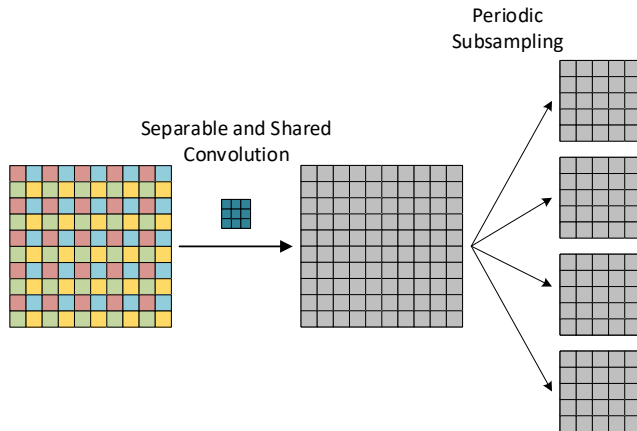 Periodic
Subsampling
Separable and Shared
Convolution